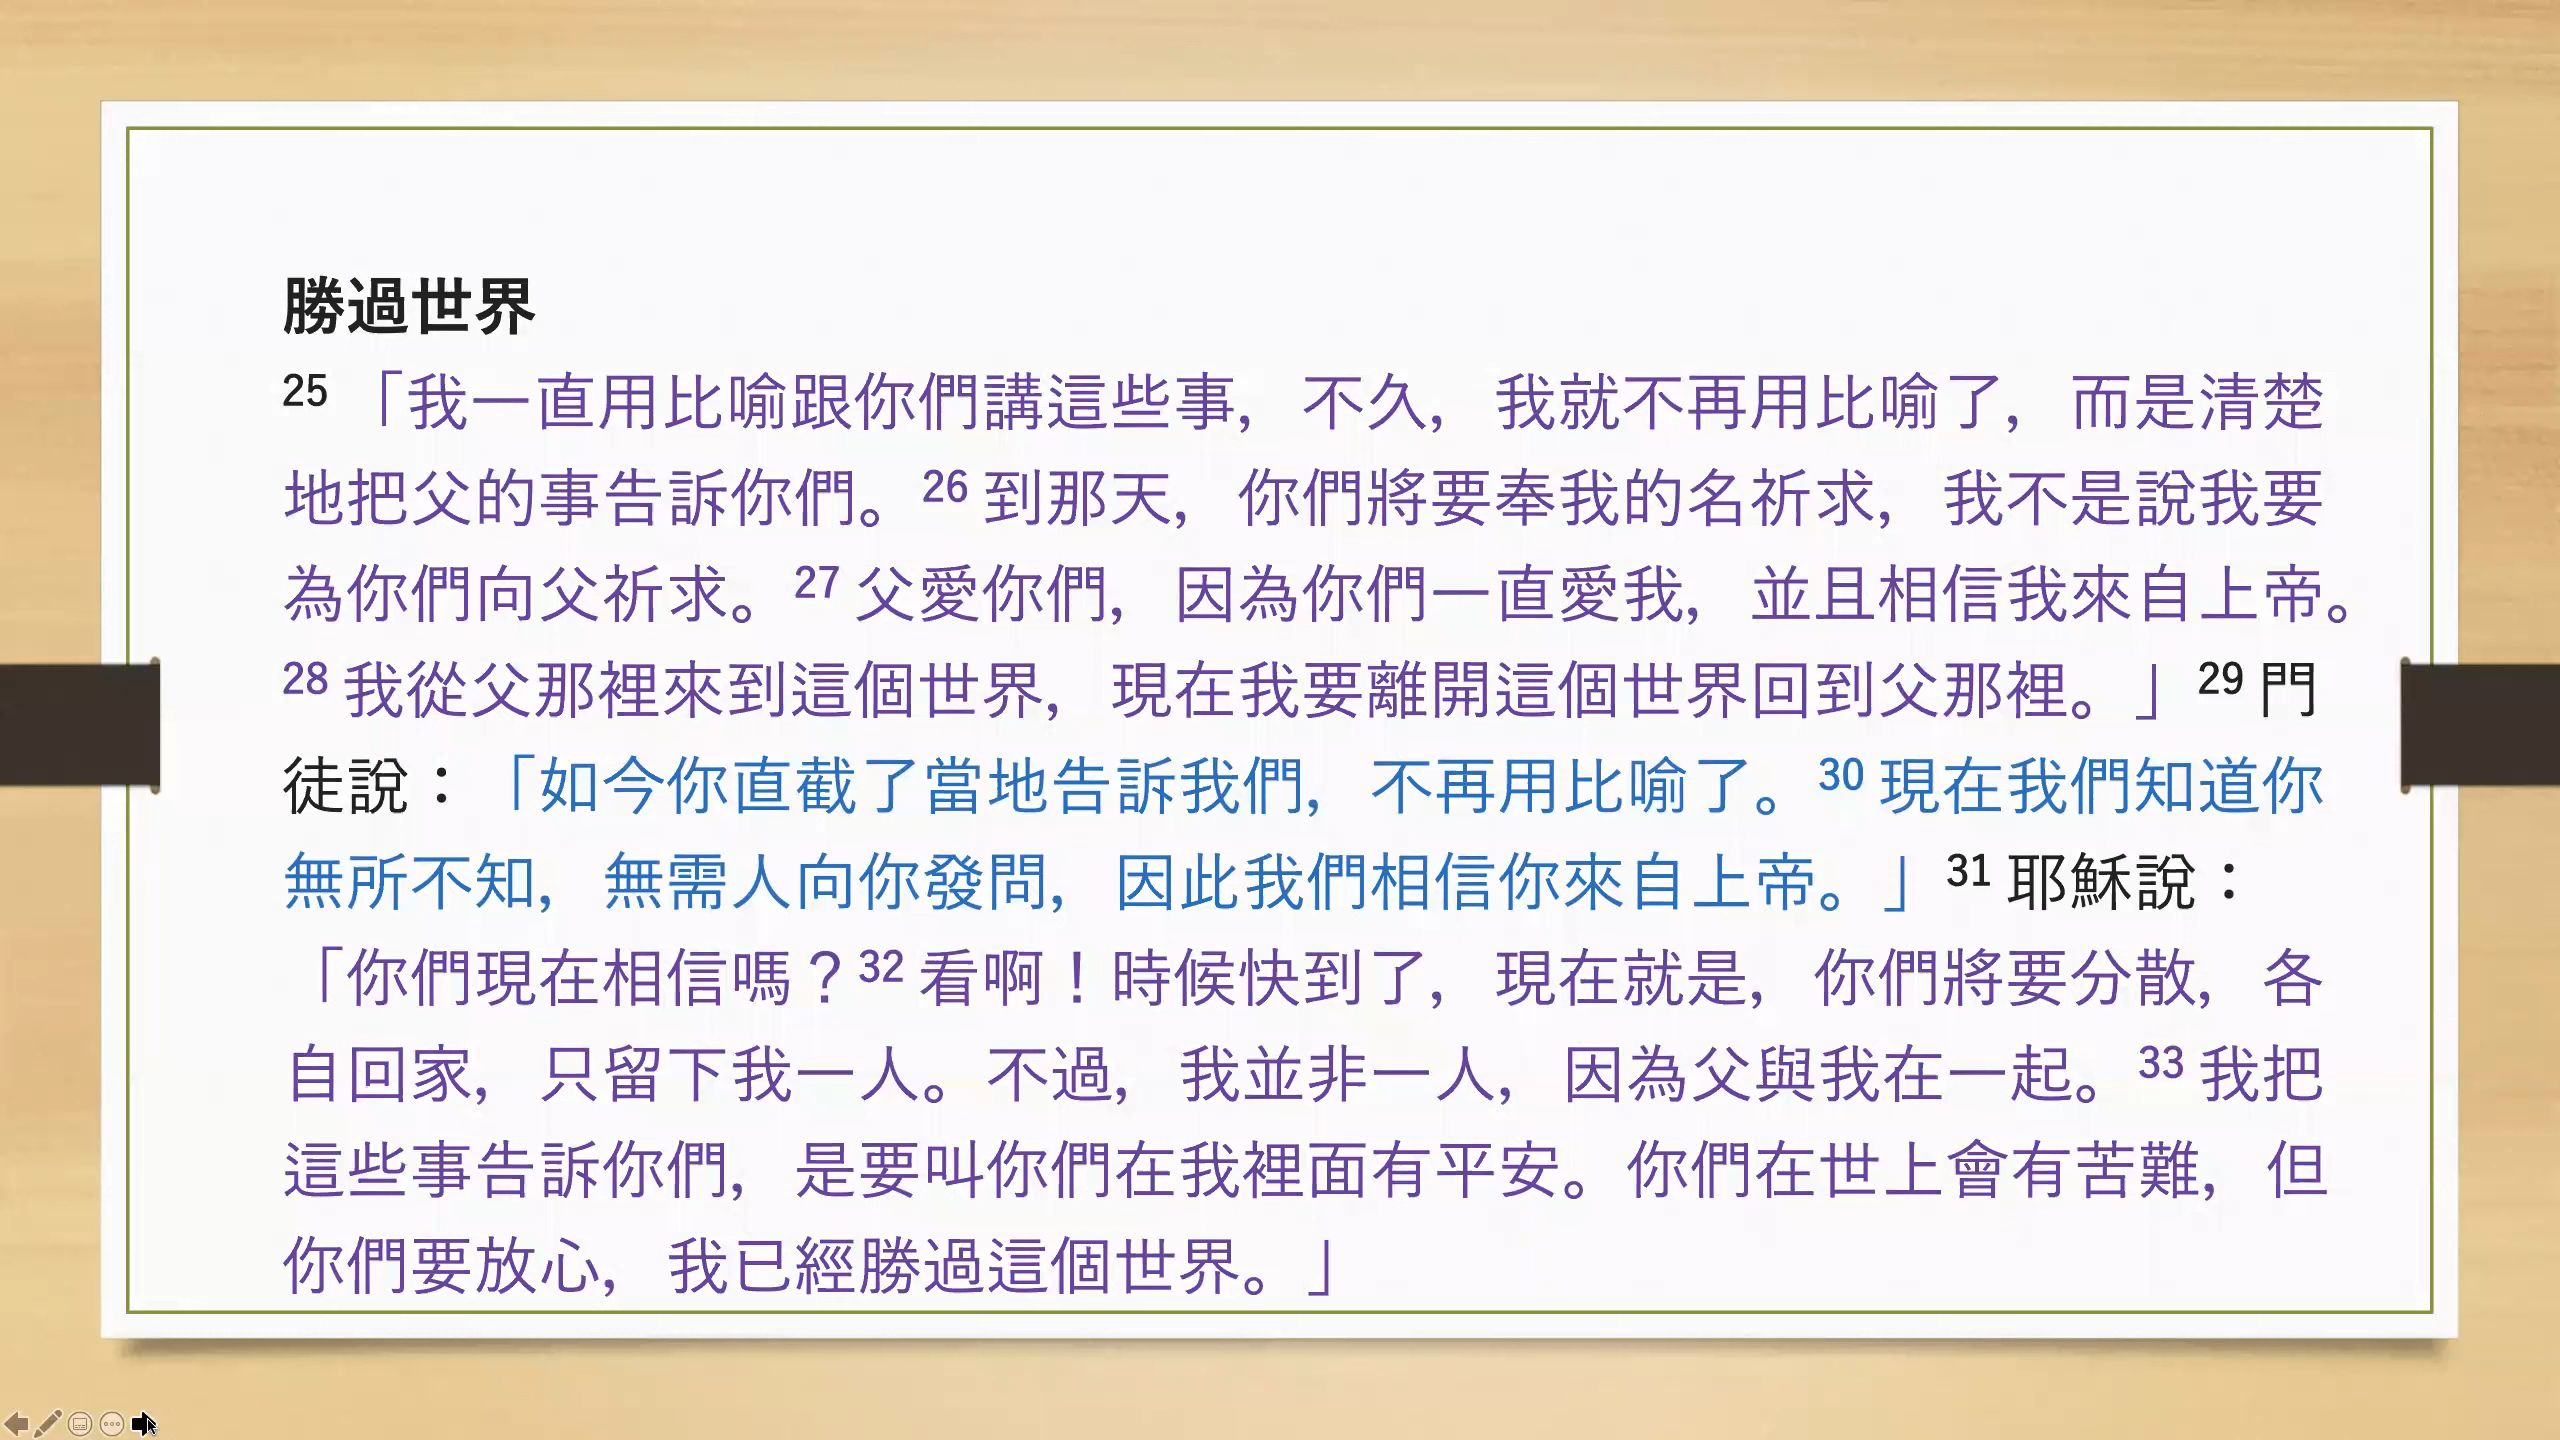 勝過世界
25 「我一直用比喻跟你們講這些事，不久，我就不再用比喻了，而是清楚
地把父的事告訴你們。26 到那天，你們將要奉我的名祈求，我不是說我要
為你們向父祈求。27 父愛你們，因為你們一直愛我，並且相信我來自上帝。
28 我從父那裡來到這個世界，現在我要離開這個世界回到父那裡。」29 門
徒說：「如今你直截了當地告訴我們，不再用比喻了。30 現在我們知道你
無所不知，無需人向你發問，因此我們相信你來自上帝。」31 耶穌說：
「你們現在相信嗎？32 看啊！時候快到了，現在就是，你們將要分散，各
自回家，只留下我一人。不過，我並非一人，因為父與我在一起。33 我把
這些事告訴你們，是要叫你們在我裡面有平安。你們在世上會有苦難，但
你們要放心，我已經勝過這個世界。」